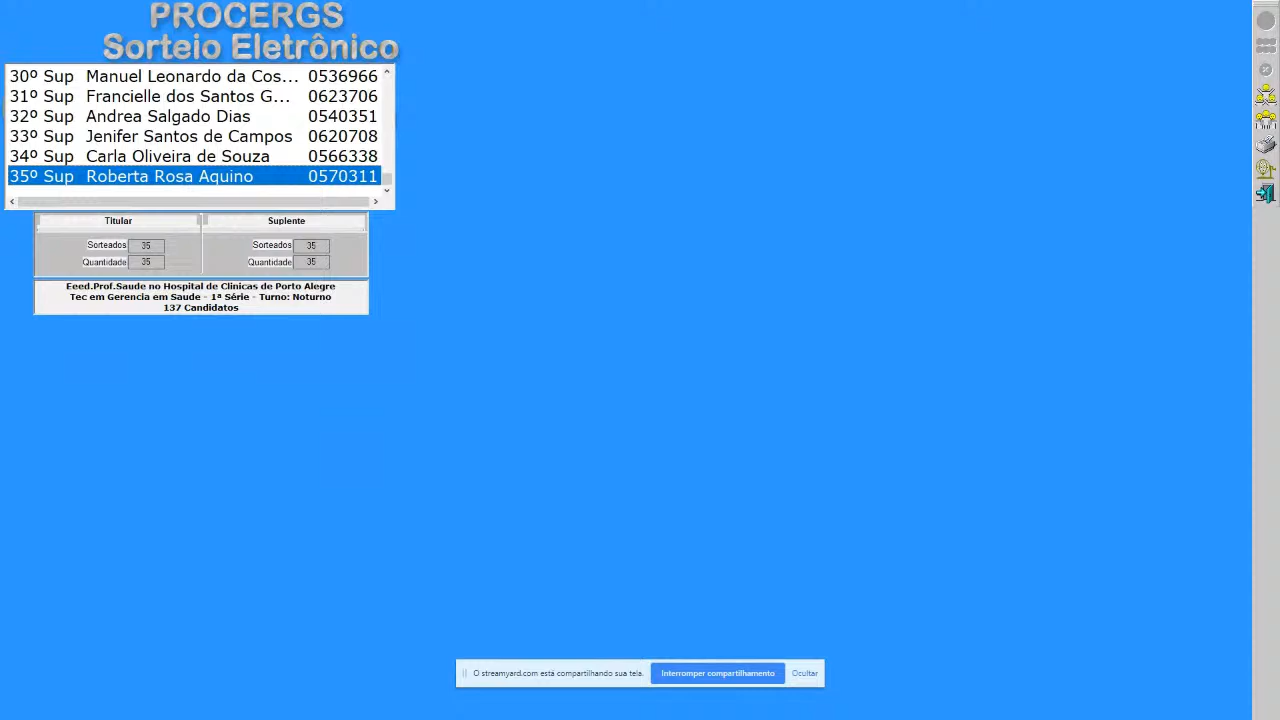 PROCERGS
Sorteio Eletrônico
30º Sup Manuel Leonardo da Cos... 0536966
31º Sup Francielle dos Santos G... 0623706
32º Sup Andrea Salgado Dias 0540351
33º Sup Jenifer Santos de Campos 0620708
34º Sup Carla Oliveira de Souza 0566338
35º Sup Roberta Rosa Aquino 0570311
Titular Suplente
Sorteados 35 Sorteados 35
Quantidade 35 Quantidade 35
Eeed.Prof.Saude no Hospital de Clinicas de Porto Alegre
Tec em Gerencia em Saude - 1ª Série - Turno: Noturno
137 Candidatos
O streamyard.com está compartilhando sua tela. Interromper compartilhamento Ocultar